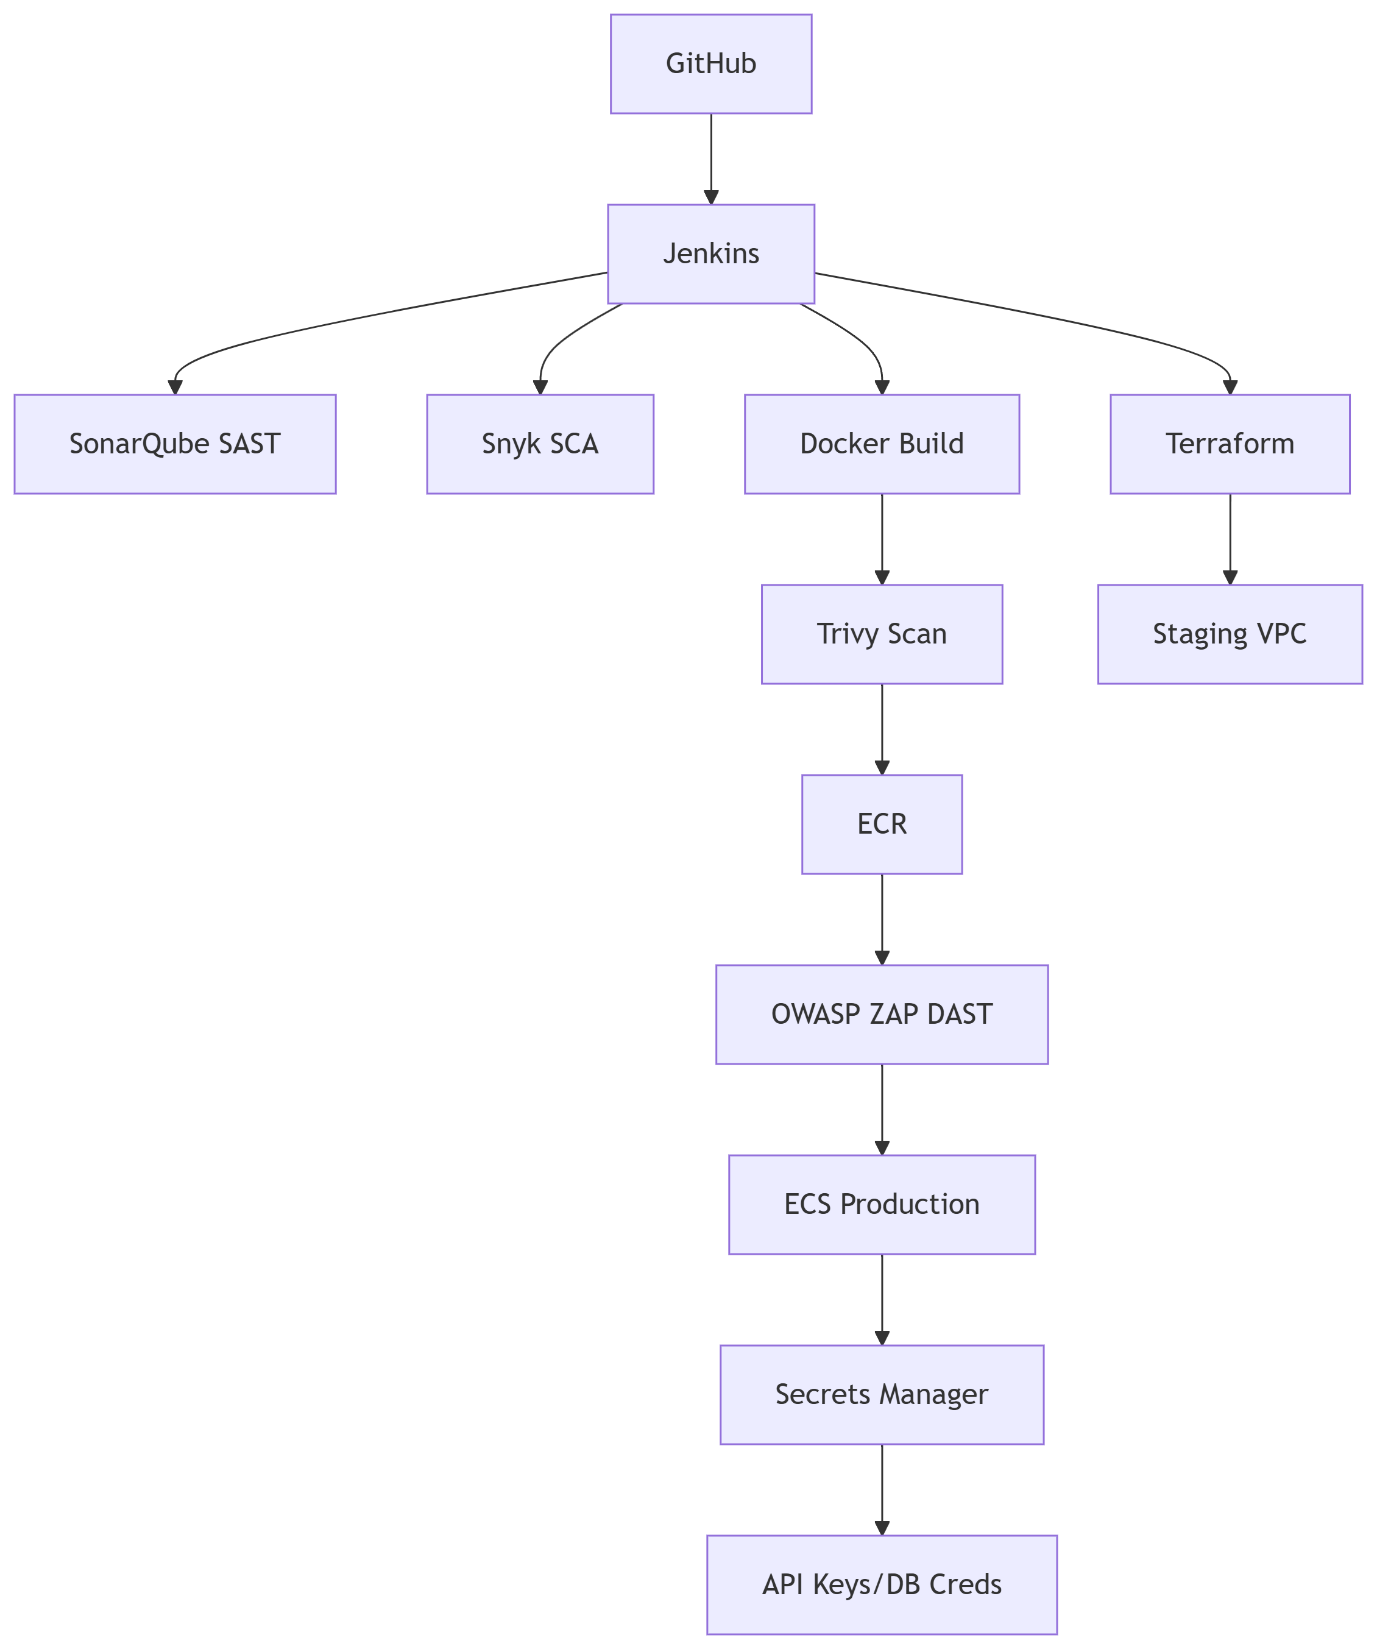 GitHub
Jenkins
SonarQube SAST
Snyk SCA
Docker Build
Terraform
Trivy Scan
Staging VPC
ECR
OWASP ZAP DAST
ECS Production
Secrets Manager
API Keys/DB Creds